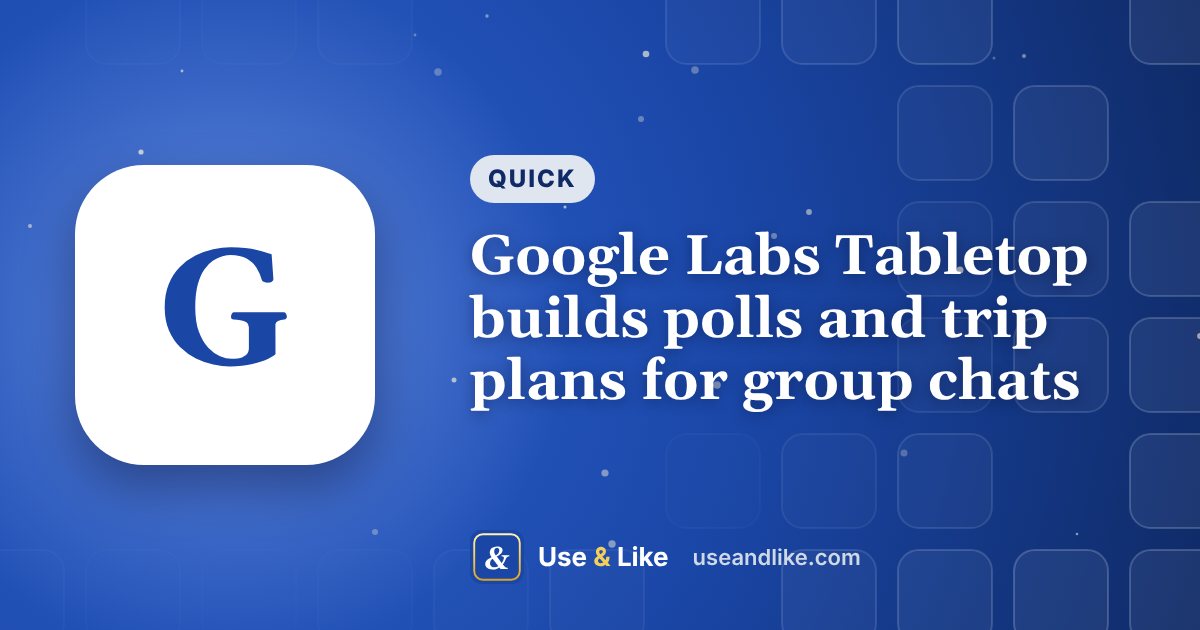 G
QUICK
Google Labs Tabletop
builds polls and trip
plans for group chats
& Use & Like useandlike.com